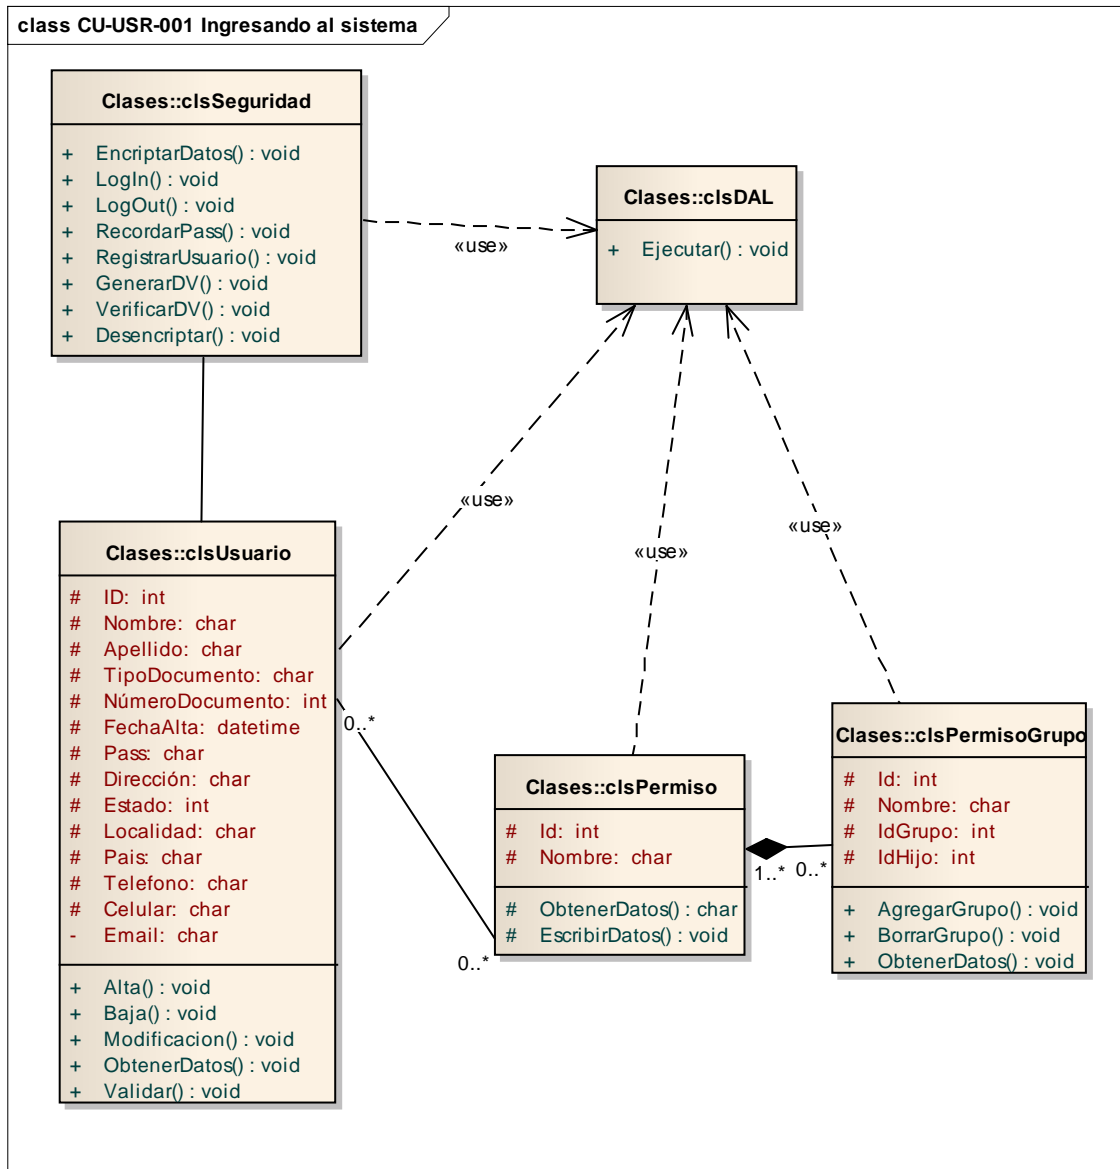 class CU-USR-001 Ingresando al sistema
Clases::clsSeguridad
+ EncriptarDatos() : void
+ LogIn() : void
+ LogOut() : void
+ RecordarPass() : void
+ RegistrarUsuario() : void
+ GenerarDV() : void
+ VerificarDV() : void
+ Desencriptar() : void
Clases::clsDAL
+ Ejecutar() : void
«use»
«use»
«use»
«use»
Clases::clsUsuario
# ID: int
# Nombre: char
# Apellido: char
# TipoDocumento: char
# NúmeroDocumento: int
# FechaAlta: datetime
# Pass: char
# Dirección: char
# Estado: int
# Localidad: char
# Pais: char
# Telefono: char
# Celular: char
- Email: char
+ Alta() : void
+ Baja() : void
+ Modificacion() : void
+ ObtenerDatos() : void
+ Validar() : void
0..*
0..*
Clases::clsPermiso
# Id: int
# Nombre: char
# ObtenerDatos() : char
# EscribirDatos() : void
1..*
0..*
Clases::clsPermisoGrupo
# Id: int
# Nombre: char
# IdGrupo: int
# IdHijo: int
+ AgregarGrupo() : void
+ BorrarGrupo() : void
+ ObtenerDatos() : void